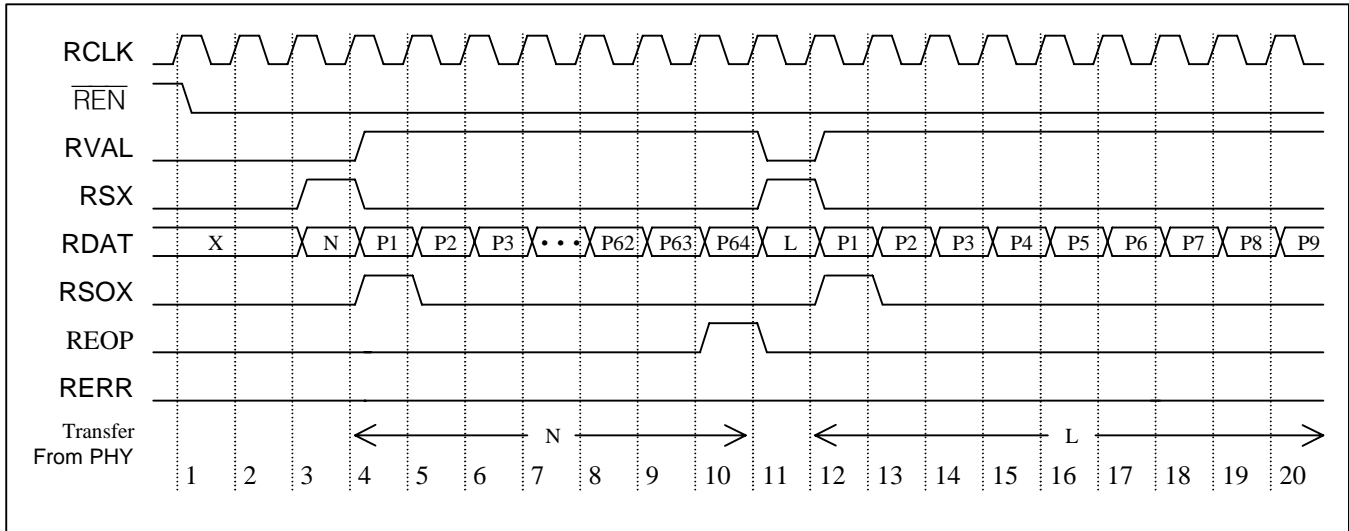 RCLK
REN
RVAL
RSX
RDAT X N P1 P2 P3 ••• P62 P63 P64 L P1 P2 P3 P4 P5 P6 P7 P8 P9
RSOX
REOP
RERR
Transfer
From PHY
N L
1 2 3 4 5 6 7 8 9 10 11 12 13 14 15 16 17 18 19 20